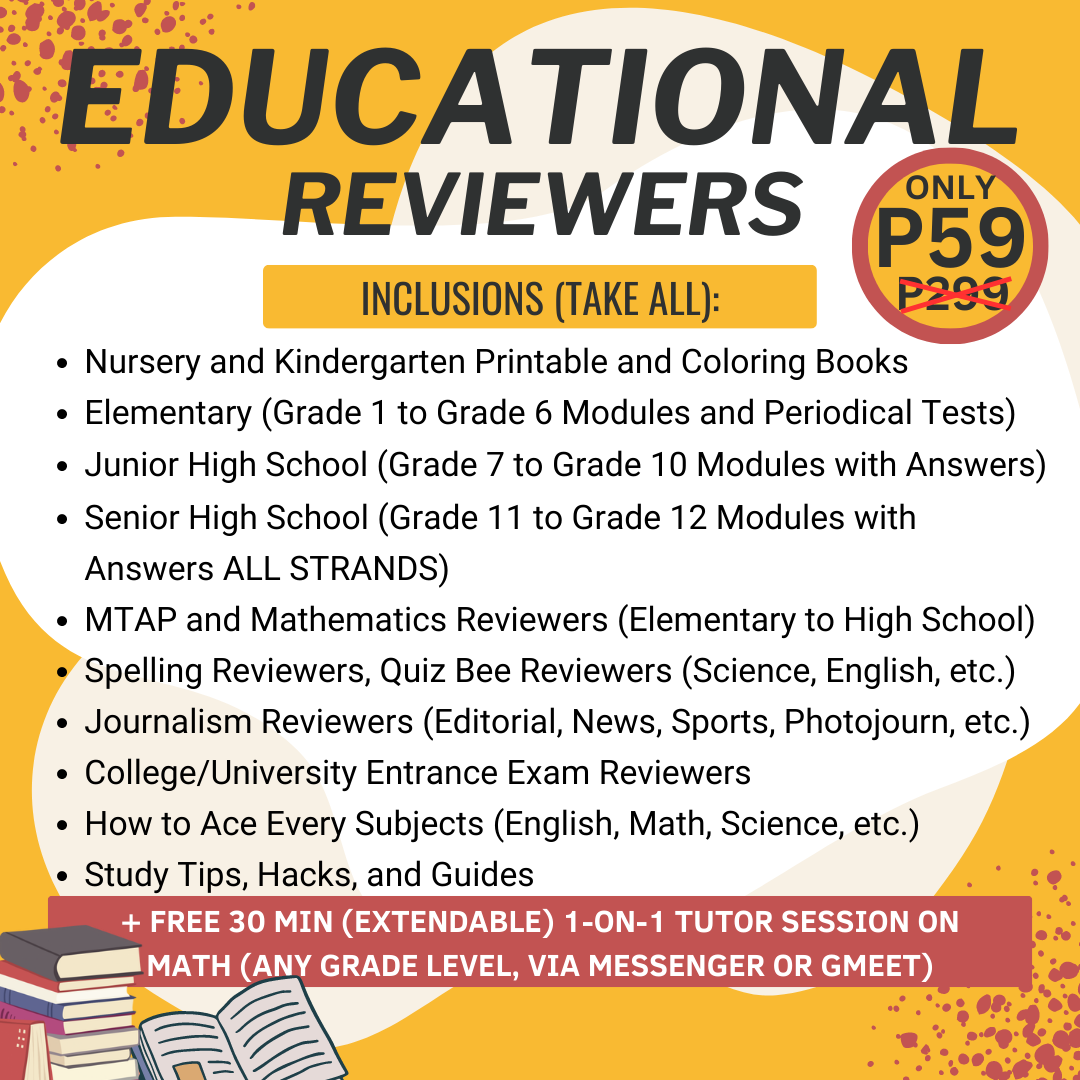 EDUCATIONAL
REVIEWERS
ONLY
P59
P299
INCLUSIONS (TAKE ALL):
• Nursery and Kindergarten Printable and Coloring Books
• Elementary (Grade 1 to Grade 6 Modules and Periodical Tests)
• Junior High School (Grade 7 to Grade 10 Modules with Answers)
• Senior High School (Grade 11 to Grade 12 Modules with
Answers ALL STRANDS)
• MTAP and Mathematics Reviewers (Elementary to High School)
• Spelling Reviewers, Quiz Bee Reviewers (Science, English, etc.)
• Journalism Reviewers (Editorial, News, Sports, Photojourn, etc.)
• College/University Entrance Exam Reviewers
• How to Ace Every Subjects (English, Math, Science, etc.)
• Study Tips, Hacks, and Guides
+ FREE 30 MIN (EXTENDABLE) 1-ON-1 TUTOR SESSION ON
MATH (ANY GRADE LEVEL, VIA MESSENGER OR GMEET)